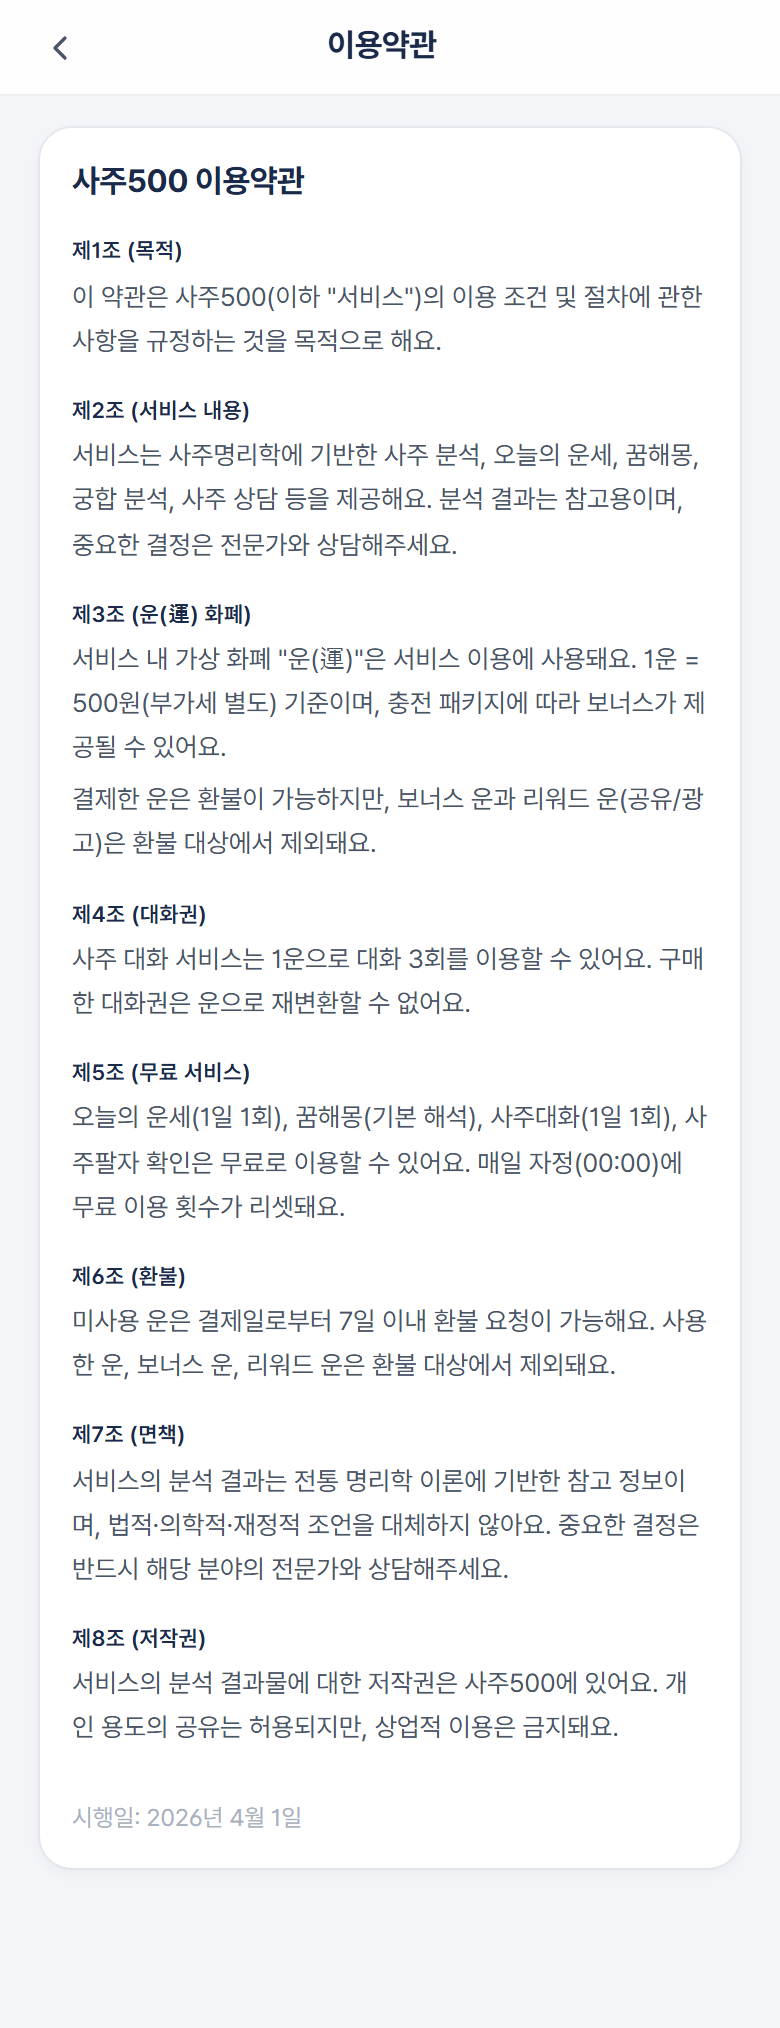 이용약관
사주500 이용약관
제1조 (목적)
이 약관은 사주500(이하 "서비스")의 이용 조건 및 절차에 관한
사항을 규정하는 것을 목적으로 해요.
제2조 (서비스 내용)
서비스는 사주명리학에 기반한 사주 분석, 오늘의 운세, 꿈해몽,
궁합 분석, 사주 상담 등을 제공해요. 분석 결과는 참고용이며,
중요한 결정은 전문가와 상담해주세요.
제3조 (운(運) 화폐)
서비스 내 가상 화폐 "운(運)"은 서비스 이용에 사용돼요. 1운 =
500원(부가세 별도) 기준이며, 충전 패키지에 따라 보너스가 제
공될 수 있어요.
결제한 운은 환불이 가능하지만, 보너스 운과 리워드 운(공유/광
고)은 환불 대상에서 제외돼요.
제4조 (대화권)
사주 대화 서비스는 1운으로 대화 3회를 이용할 수 있어요. 구매
한 대화권은 운으로 재변환할 수 없어요.
제5조 (무료 서비스)
오늘의 운세(1일 1회), 꿈해몽(기본 해석), 사주대화(1일 1회), 사
주팔자 확인은 무료로 이용할 수 있어요. 매일 자정(00:00)에
무료 이용 횟수가 리셋돼요.
제6조 (환불)
미사용 운은 결제일로부터 7일 이내 환불 요청이 가능해요. 사용
한 운, 보너스 운, 리워드 운은 환불 대상에서 제외돼요.
제7조 (면책)
서비스의 분석 결과는 전통 명리학 이론에 기반한 참고 정보이
며, 법적·의학적·재정적 조언을 대체하지 않아요. 중요한 결정은
반드시 해당 분야의 전문가와 상담해주세요.
제8조 (저작권)
서비스의 분석 결과물에 대한 저작권은 사주500에 있어요. 개
인 용도의 공유는 허용되지만, 상업적 이용은 금지돼요.
시행일: 2026년 4월 1일